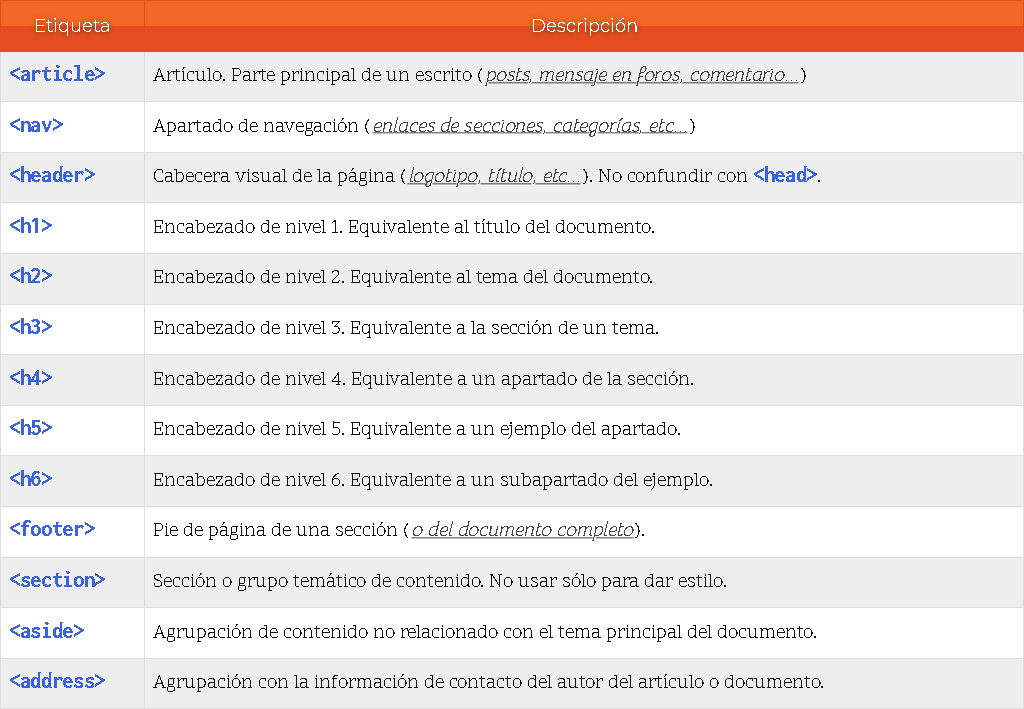 Etiqueta Descripción
<article> Artículo. Parte principal de un escrito (posts, mensaje en foros, comentario...)
<nav> Apartado de navegación (enlaces de secciones, categorías, etc...)
<header> Cabecera visual de la página (logotipo, título, etc...). No confundir con <head>.
<h1> Encabezado de nivel 1. Equivalente al título del documento.
<h2> Encabezado de nivel 2. Equivalente al tema del documento.
<h3> Encabezado de nivel 3. Equivalente a la sección de un tema.
<h4> Encabezado de nivel 4. Equivalente a un apartado de la sección.
<h5> Encabezado de nivel 5. Equivalente a un ejemplo del apartado.
<h6> Encabezado de nivel 6. Equivalente a un subapartado del ejemplo.
<footer> Pie de página de una sección (o del documento completo).
<section> Sección o grupo temático de contenido. No usar sólo para dar estilo.
<aside> Agrupación de contenido no relacionado con el tema principal del documento.
<address> Agrupación con la información de contacto del autor del artículo o documento.